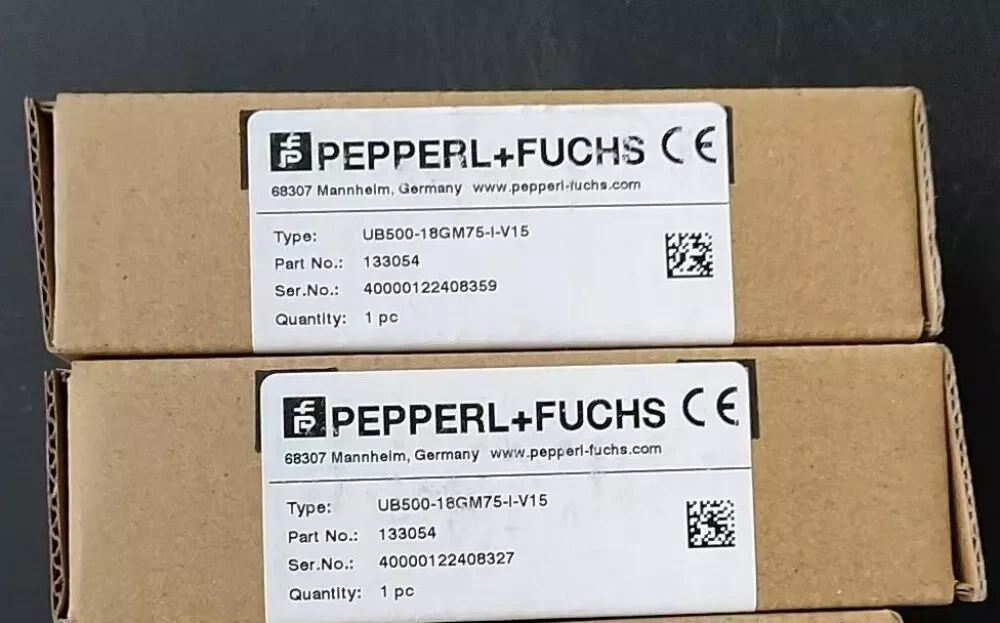 PEPPERL+FUCHS CE
68307 Mannheim, Germany www.pepperl-fuchs.com
Type: UB500-18GM75-I-V15
Part No.: 133054
Ser.No.: 40000122408359
Quantity: 1 pc
PEPPERL+FUCHS CE
68307 Mannheim, Germany www.pepperl-fuchs.com
Type: UB500-18GM75-I-V15
Part No.: 133054
Ser.No.: 40000122408327
Quantity: 1 pc